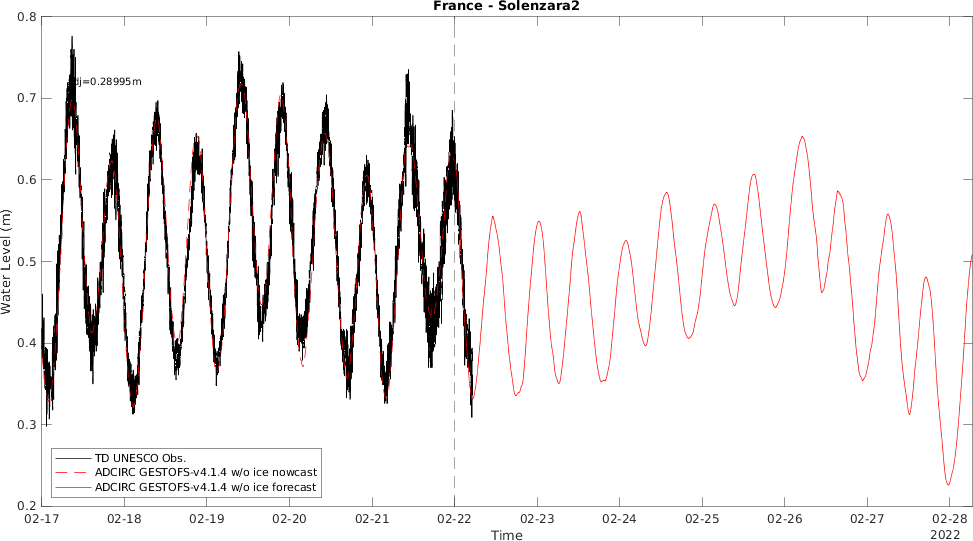 France - Solenzara2
0.8
0.7
0.6
0.5
0.4
0.3
0.2
Water Level (m)
dj=0.28995m
TD UNESCO Obs.
ADCIRC GESTOFS-v4.1.4 w/o ice nowcast
ADCIRC GESTOFS-v4.1.4 w/o ice forecast
02-17 02-18 02-19 02-20 02-21 02-22 02-23 02-24 02-25 02-26 02-27 02-28
2022
Time